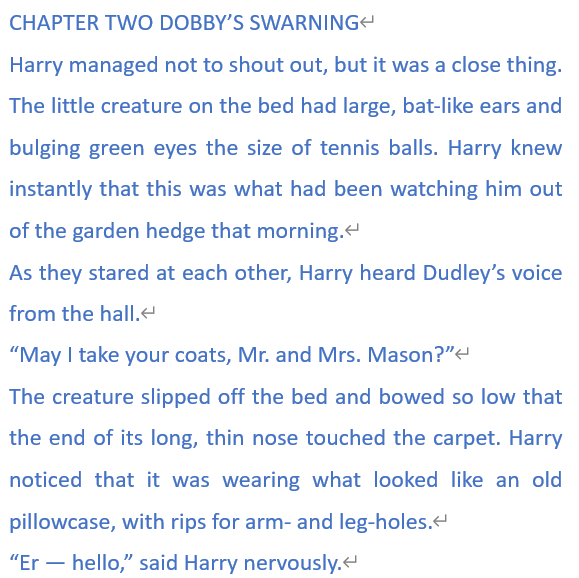 CHAPTER TWO DOBBY’S SWARNING↵
Harry managed not to shout out, but it was a close thing.
The little creature on the bed had large, bat-like ears and
bulging green eyes the size of tennis balls. Harry knew
instantly that this was what had been watching him out
of the garden hedge that morning.↵
As they stared at each other, Harry heard Dudley’s voice
from the hall.↵
“May I take your coats, Mr. and Mrs. Mason?”↵
The creature slipped off the bed and bowed so low that
the end of its long, thin nose touched the carpet. Harry
noticed that it was wearing what looked like an old
pillowcase, with rips for arm- and leg-holes.↵
“Er — hello,” said Harry nervously.↵